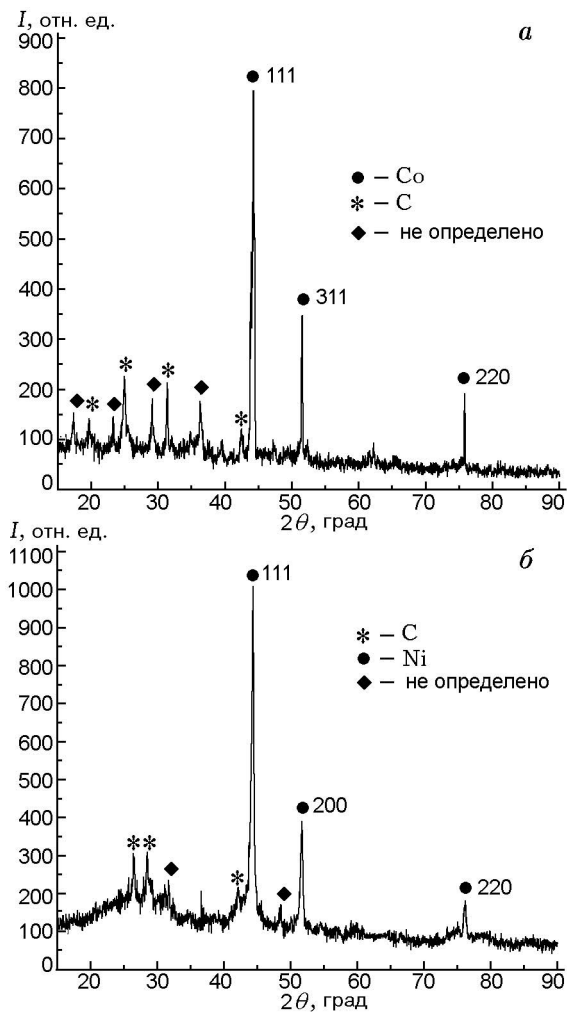 I, отн. ед.
а
900
● 111
800
700
● – Co
600
* – C
◆ – не определено
500
● 311
400
300
● 220
200
100
0
20 30 40 50 60 70 80 90
2θ, град
I, отн. ед.
б
1100
● 111
1000
* – C
900
● – Ni
800
◆ – не определено
700
600
500
● 200
400
300
● 220
200
100
0
20 30 40 50 60 70 80 90
2θ, град